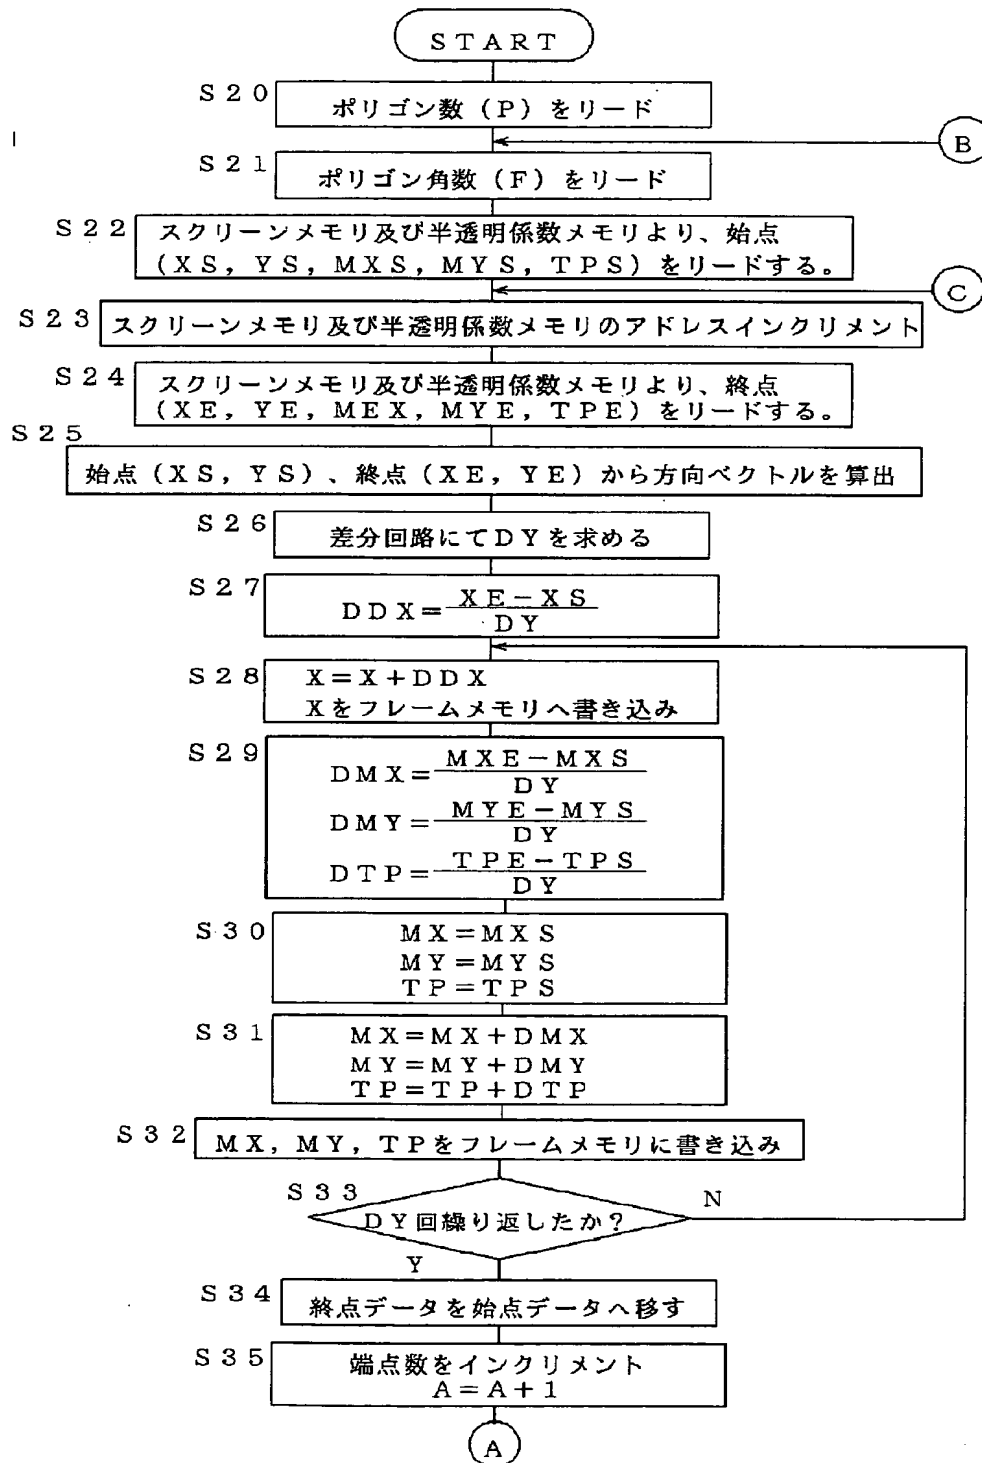 START
S20
ポリゴン数(P)をリード
B
S21
ポリゴン角数(F)をリード
S22
スクリーンメモリ及び半透明係数メモリより、始点
(XS,YS,MXS,MYS,TPS)をリードする。
C
S23
スクリーンメモリ及び半透明係数メモリのアドレスインクリメント
S24
スクリーンメモリ及び半透明係数メモリより、終点
(XE,YE,MEX,MYE,TPE)をリードする。
S25
始点(XS,YS)、終点(XE,YE)から方向ベクトルを算出
S26
差分回路にてDYを求める
S27
DDX=XE-XS
DY
S28
X=X+DDX
Xをフレームメモリへ書き込み
S29
DMX=MXE-MXS
DY
DMY=MYE-MYS
DY
DTP=TPE-TPS
DY
S30
MX=MXS
MY=MYS
TP=TPS
S31
MX=MX+DMX
MY=MY+DMY
TP=TP+DTP
S32
MX,MY,TPをフレームメモリに書き込み
S33
DY回繰り返したか?
N
Y
S34
終点データを始点データへ移す
S35
端点数をインクリメント
A=A+1
A